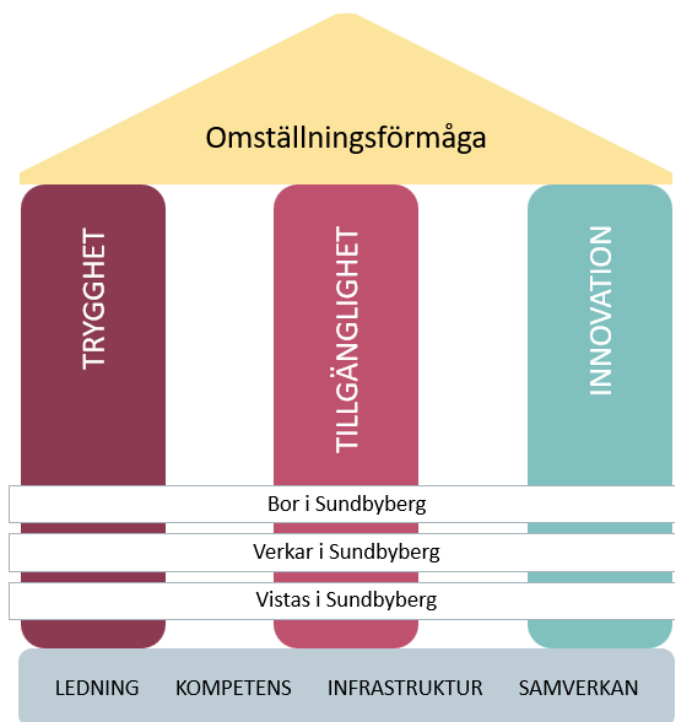 Omställningsförmåga
TRYGGHET
TILLGÄNGLIGHET
INNOVATION
Bor i Sundbyberg
Verkar i Sundbyberg
Vistas i Sundbyberg
LEDNING KOMPETENS INFRASTRUKTUR SAMVERKAN